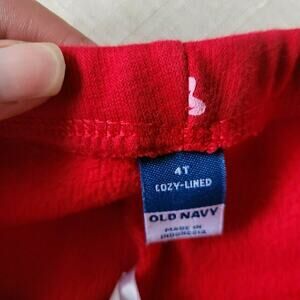 4T
COZY-LINED
OLD NAVY
MADE IN
INDONESIA